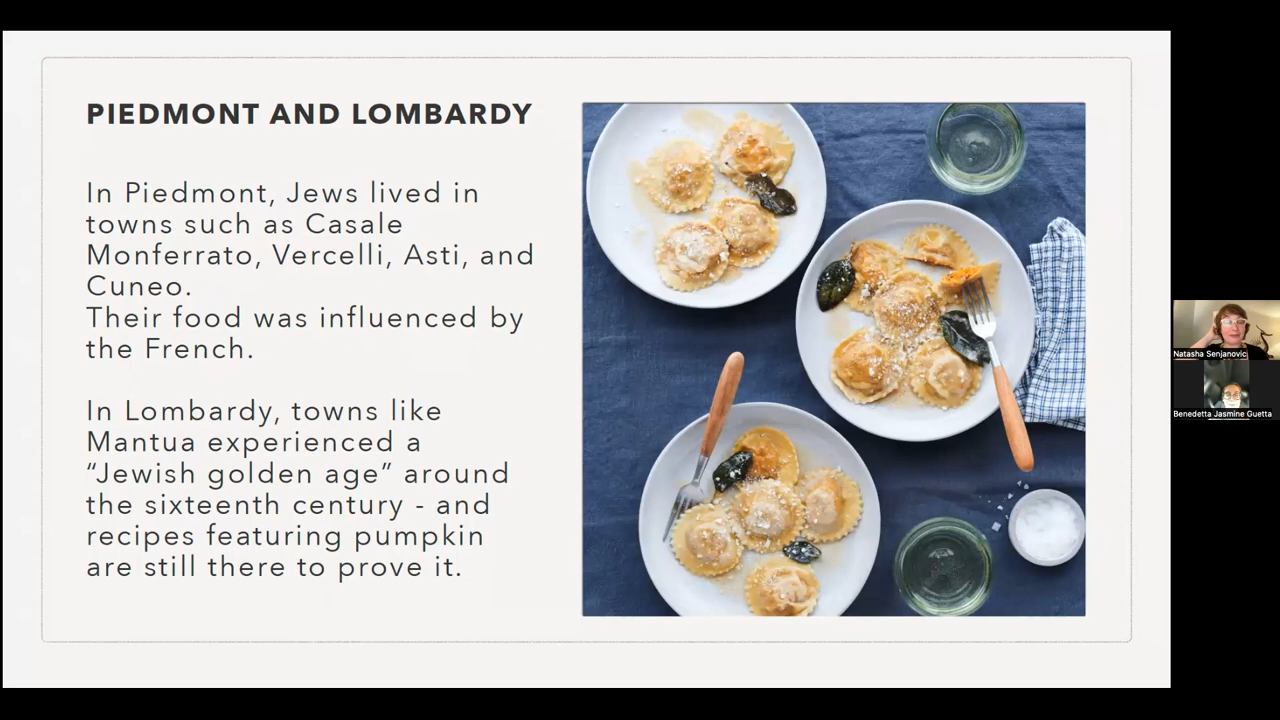 PIEDMONT AND LOMBARDY
In Piedmont, Jews lived in
towns such as Casale
Monferrato, Vercelli, Asti, and
Cuneo.
Their food was influenced by
the French.
In Lombardy, towns like
Mantua experienced a
“Jewish golden age” around
the sixteenth century - and
recipes featuring pumpkin
are still there to prove it.
Natasha Senjanovic
Benedetta Jasmine Guetta